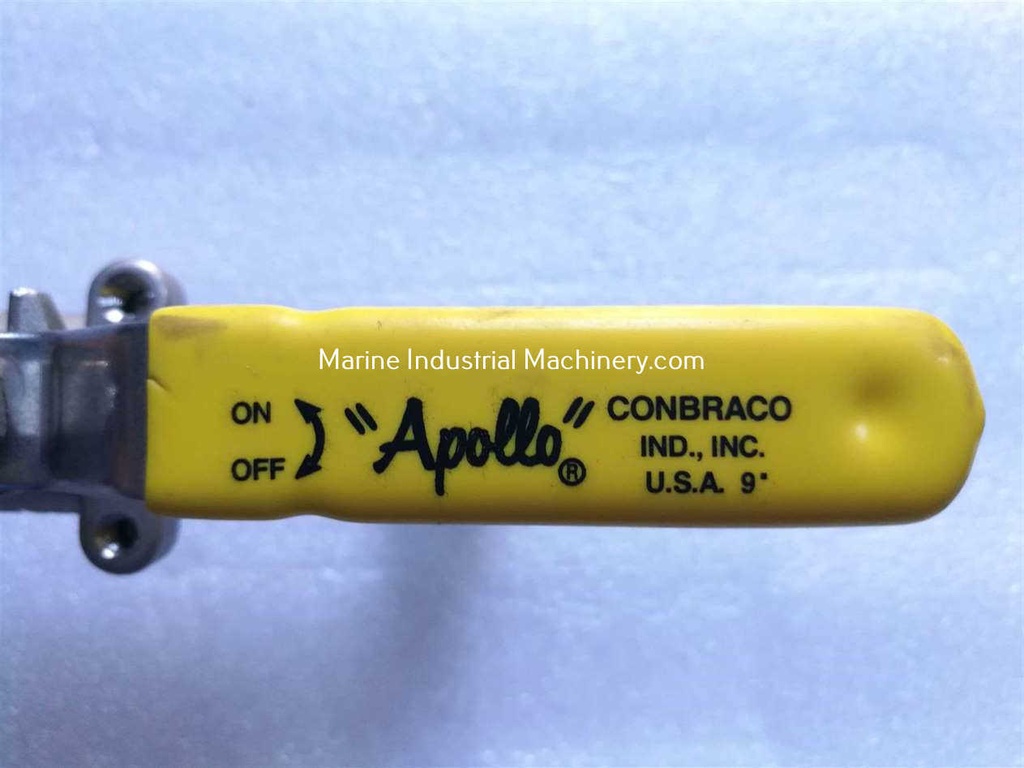 Marine Industrial Machinery.com
ON
OFF
"Apollo"®
CONBRACO
IND., INC.
U.S.A. 9"